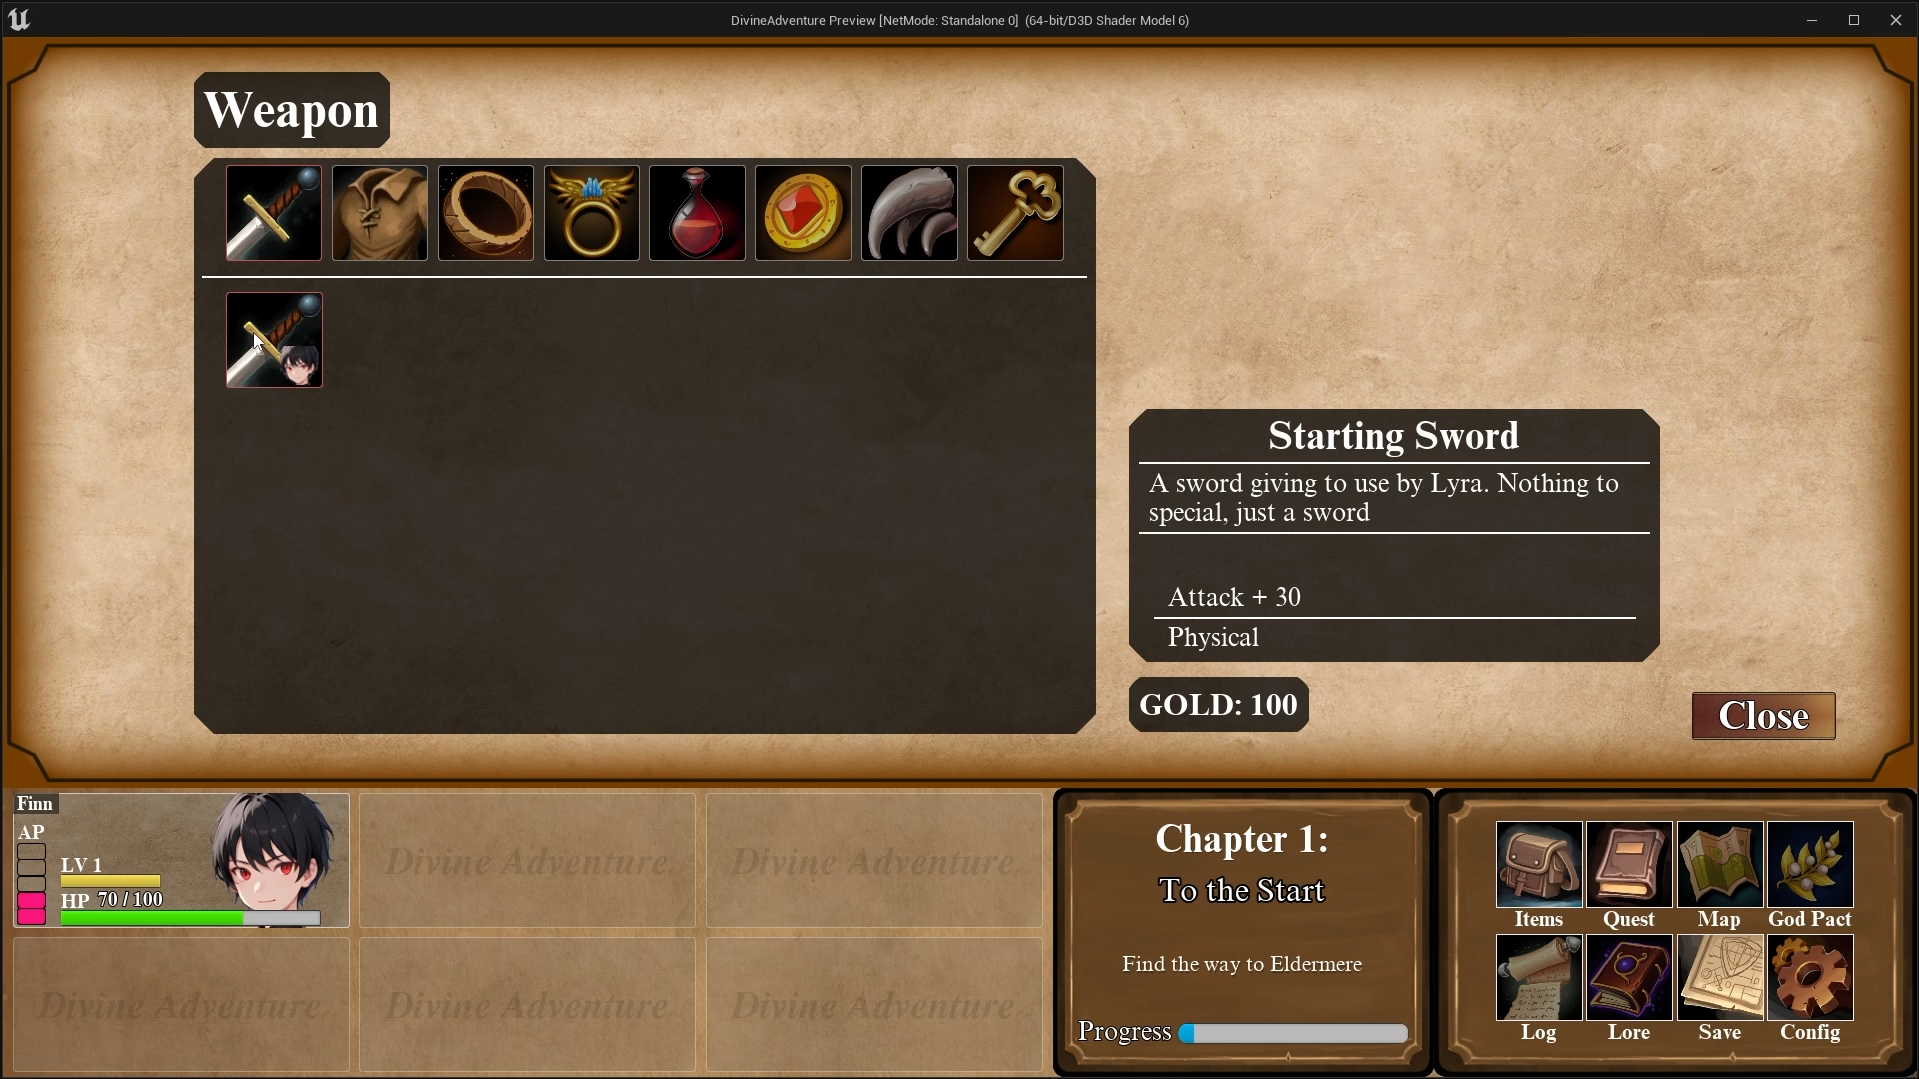 DivineAdventure Preview [NetMode: Standalone 0] (64-bit/D3D Shader Model 6)
Weapon
Starting Sword
A sword giving to use by Lyra. Nothing to
special, just a sword
Attack + 30
Physical
GOLD: 100
Close
Finn
AP
LV 1
HP 70 / 100
Divine Adventure
Divine Adventure
Divine Adventure
Divine Adventure
Divine Adventure
Chapter 1:
To the Start
Find the way to Eldermere
Progress
Items
Quest
Map
God Pact
Log
Lore
Save
Config